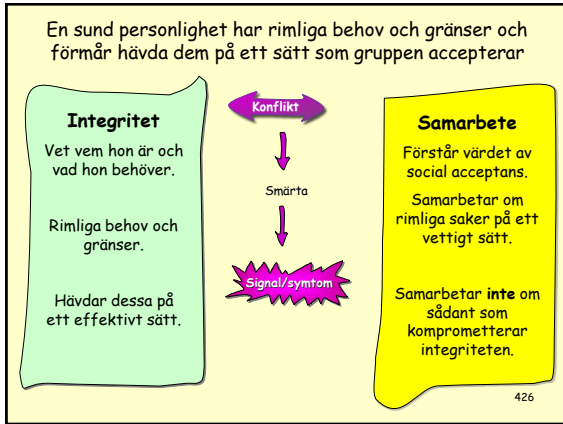 En sund personlighet har rimliga behov och gränser och
förmår hävda dem på ett sätt som gruppen accepterar
Integritet
Vet vem hon är och
vad hon behöver.
Rimliga behov och
gränser.
Hävdar dessa på
ett effektivt sätt.
Konflikt
Smärta
Signal/symtom
Samarbete
Förstår värdet av
social acceptans.
Samarbetar om
rimliga saker på ett
vettigt sätt.
Samarbetar inte om
sådant som
komprometterar
integriteten.
426